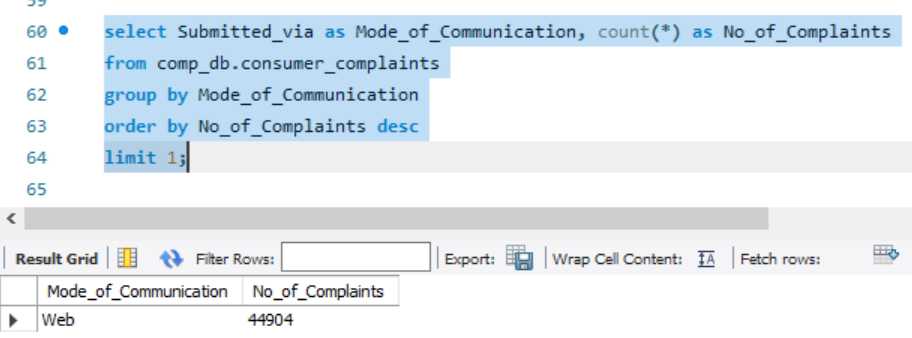 59
60 select Submitted_via as Mode_of_Communication, count(*) as No_of_Complaints
61 from comp_db.consumer_complaints
62 group by Mode_of_Communication
63 order by No_of_Complaints desc
64 limit 1;
65
Result Grid Filter Rows: Export: Wrap Cell Content: IA Fetch rows:
Mode_of_Communication No_of_Complaints
Web 44904